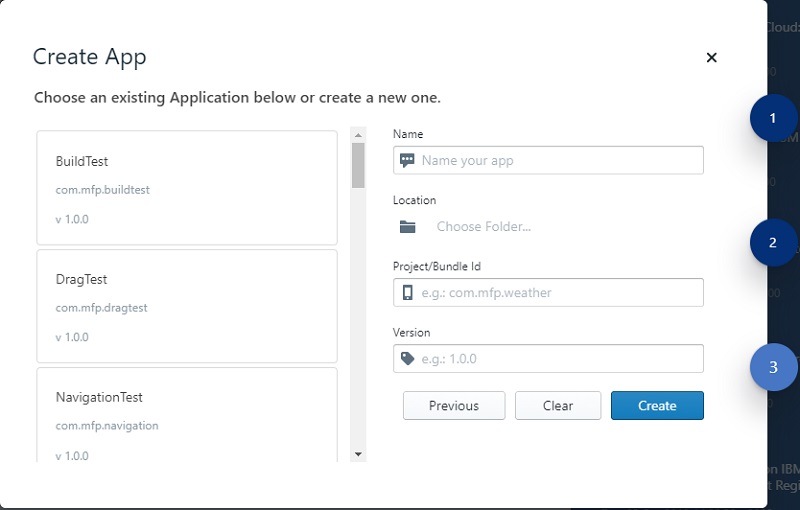 Create App
Choose an existing Application below or create a new one.
BuildTest
com.mfp.buildtest
v 1.0.0
DragTest
com.mfp.dragtest
v 1.0.0
NavigationTest
com.mfp.navigation
v 1.0.0
Name
Name your app
Location
Choose Folder...
Project/Bundle Id
e.g.: com.mfp.weather
Version
e.g.: 1.0.0
Previous
Clear
Create
Cloud:
1
2
3
on IBM
t Regi